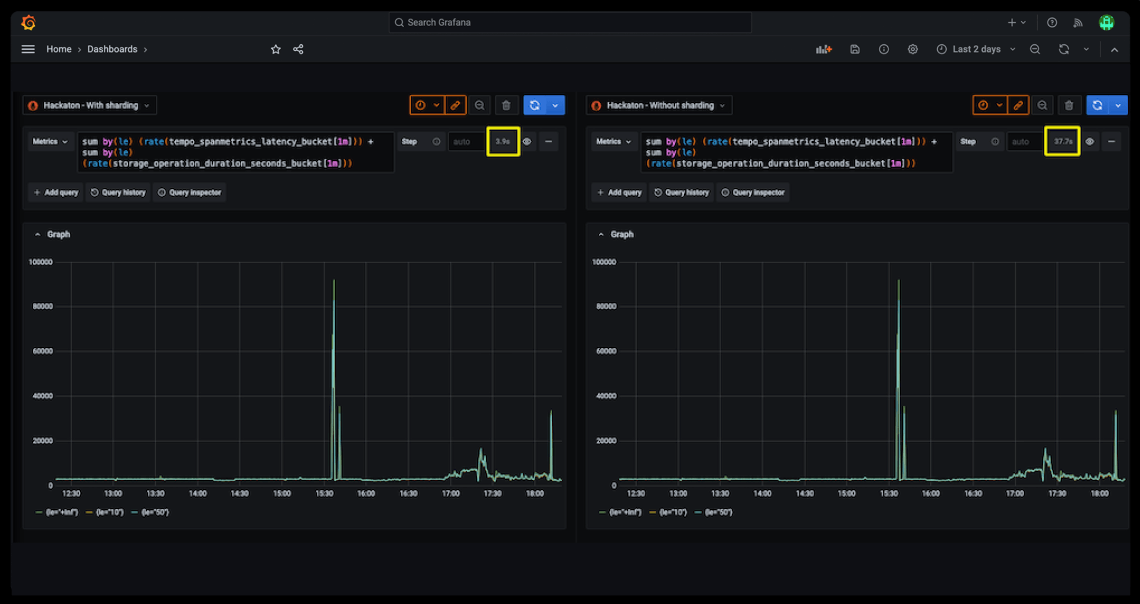 Search Grafana
Home › Dashboards ›
Last 2 days
Hackaton - With sharding
Metrics
sum by(le) (rate(tempo_spanmetrics_latency_bucket[1m])) +
sum by(le)
(rate(storage_operation_duration_seconds_bucket[1m]))
Step
auto
3.9s
+ Add query
Query history
Query inspector
Graph
100000
80000
60000
40000
20000
0
12:30 13:00 13:30 14:00 14:30 15:00 15:30 16:00 16:30 17:00 17:30 18:00
{le="+Inf"} {le="10"} {le="50"}
Hackaton - Without sharding
Metrics
sum by(le) (rate(tempo_spanmetrics_latency_bucket[1m])) +
sum by(le)
(rate(storage_operation_duration_seconds_bucket[1m]))
Step
auto
37.7s
+ Add query
Query history
Query inspector
Graph
100000
80000
60000
40000
20000
0
12:30 13:00 13:30 14:00 14:30 15:00 15:30 16:00 16:30 17:00 17:30 18:00
{le="+Inf"} {le="10"} {le="50"}